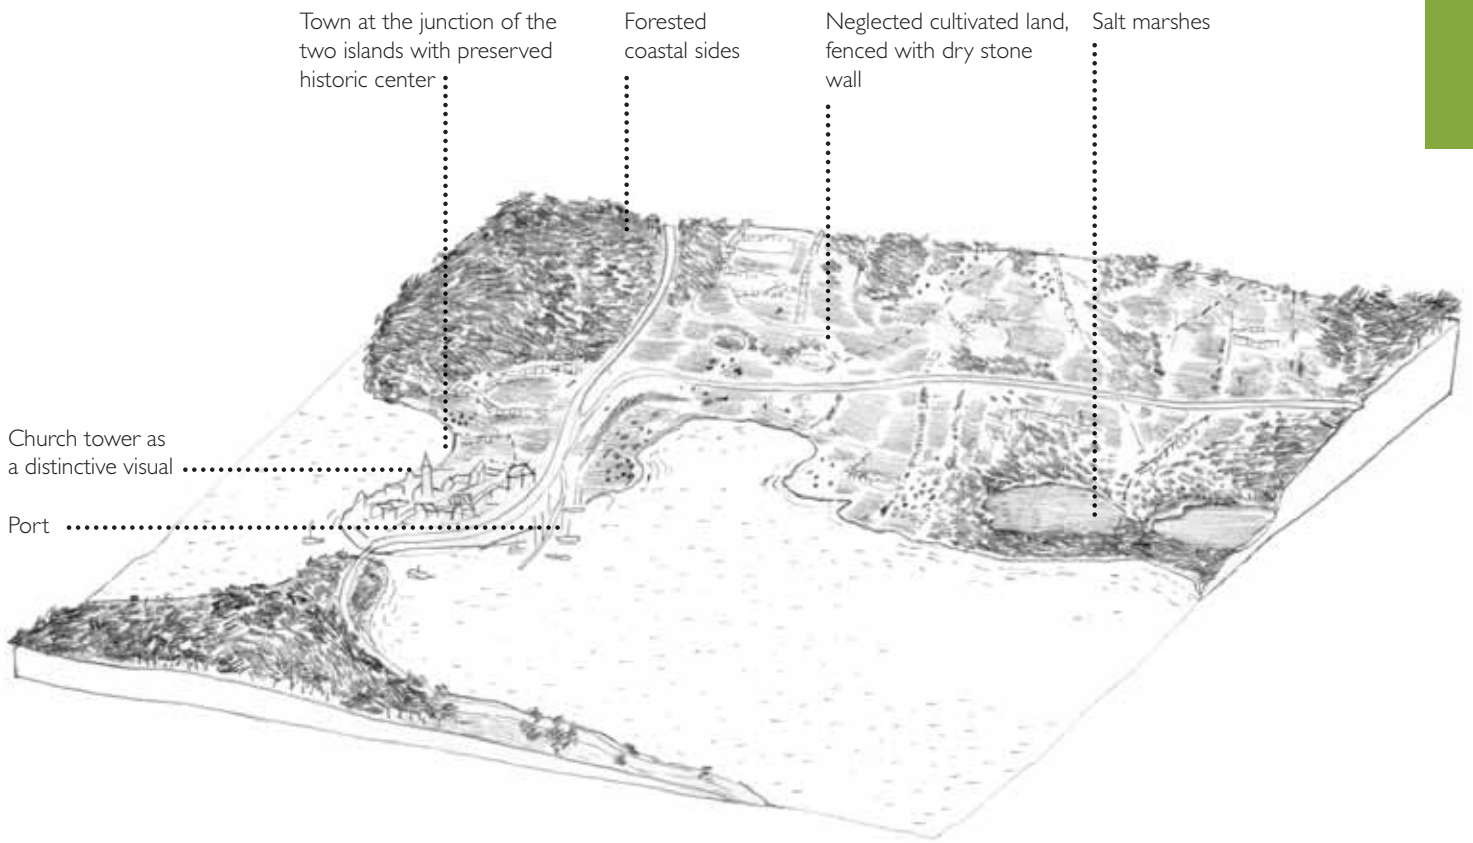 Town at the junction of the
two islands with preserved
historic center
Forested
coastal sides
Neglected cultivated land,
fenced with dry stone
wall
Salt marshes
Church tower as
a distinctive visual
Port